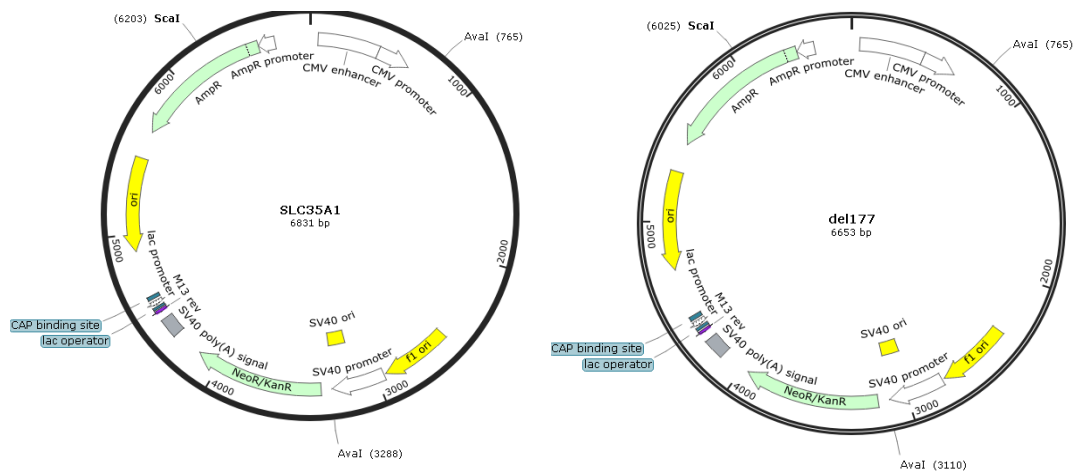 (6203) ScaI
AvaI (765)
6000
AmpR promoter
AmpR
CMV enhancer
CMV promoter
1000
ori
SLC35A1
6831 bp
5000
2000
lac promoter
M13 rev
CAP binding site
lac operator
SV40 poly(A) signal
SV40 ori
SV40 promoter
f1 ori
NeoR/KanR
4000
3000
AvaI (3288)
(6025) ScaI
AvaI (765)
6000
AmpR promoter
AmpR
CMV enhancer
CMV promoter
1000
ori
del177
6653 bp
5000
2000
lac promoter
M13 rev
CAP binding site
lac operator
SV40 poly(A) signal
SV40 ori
SV40 promoter
f1 ori
NeoR/KanR
4000
3000
AvaI (3110)